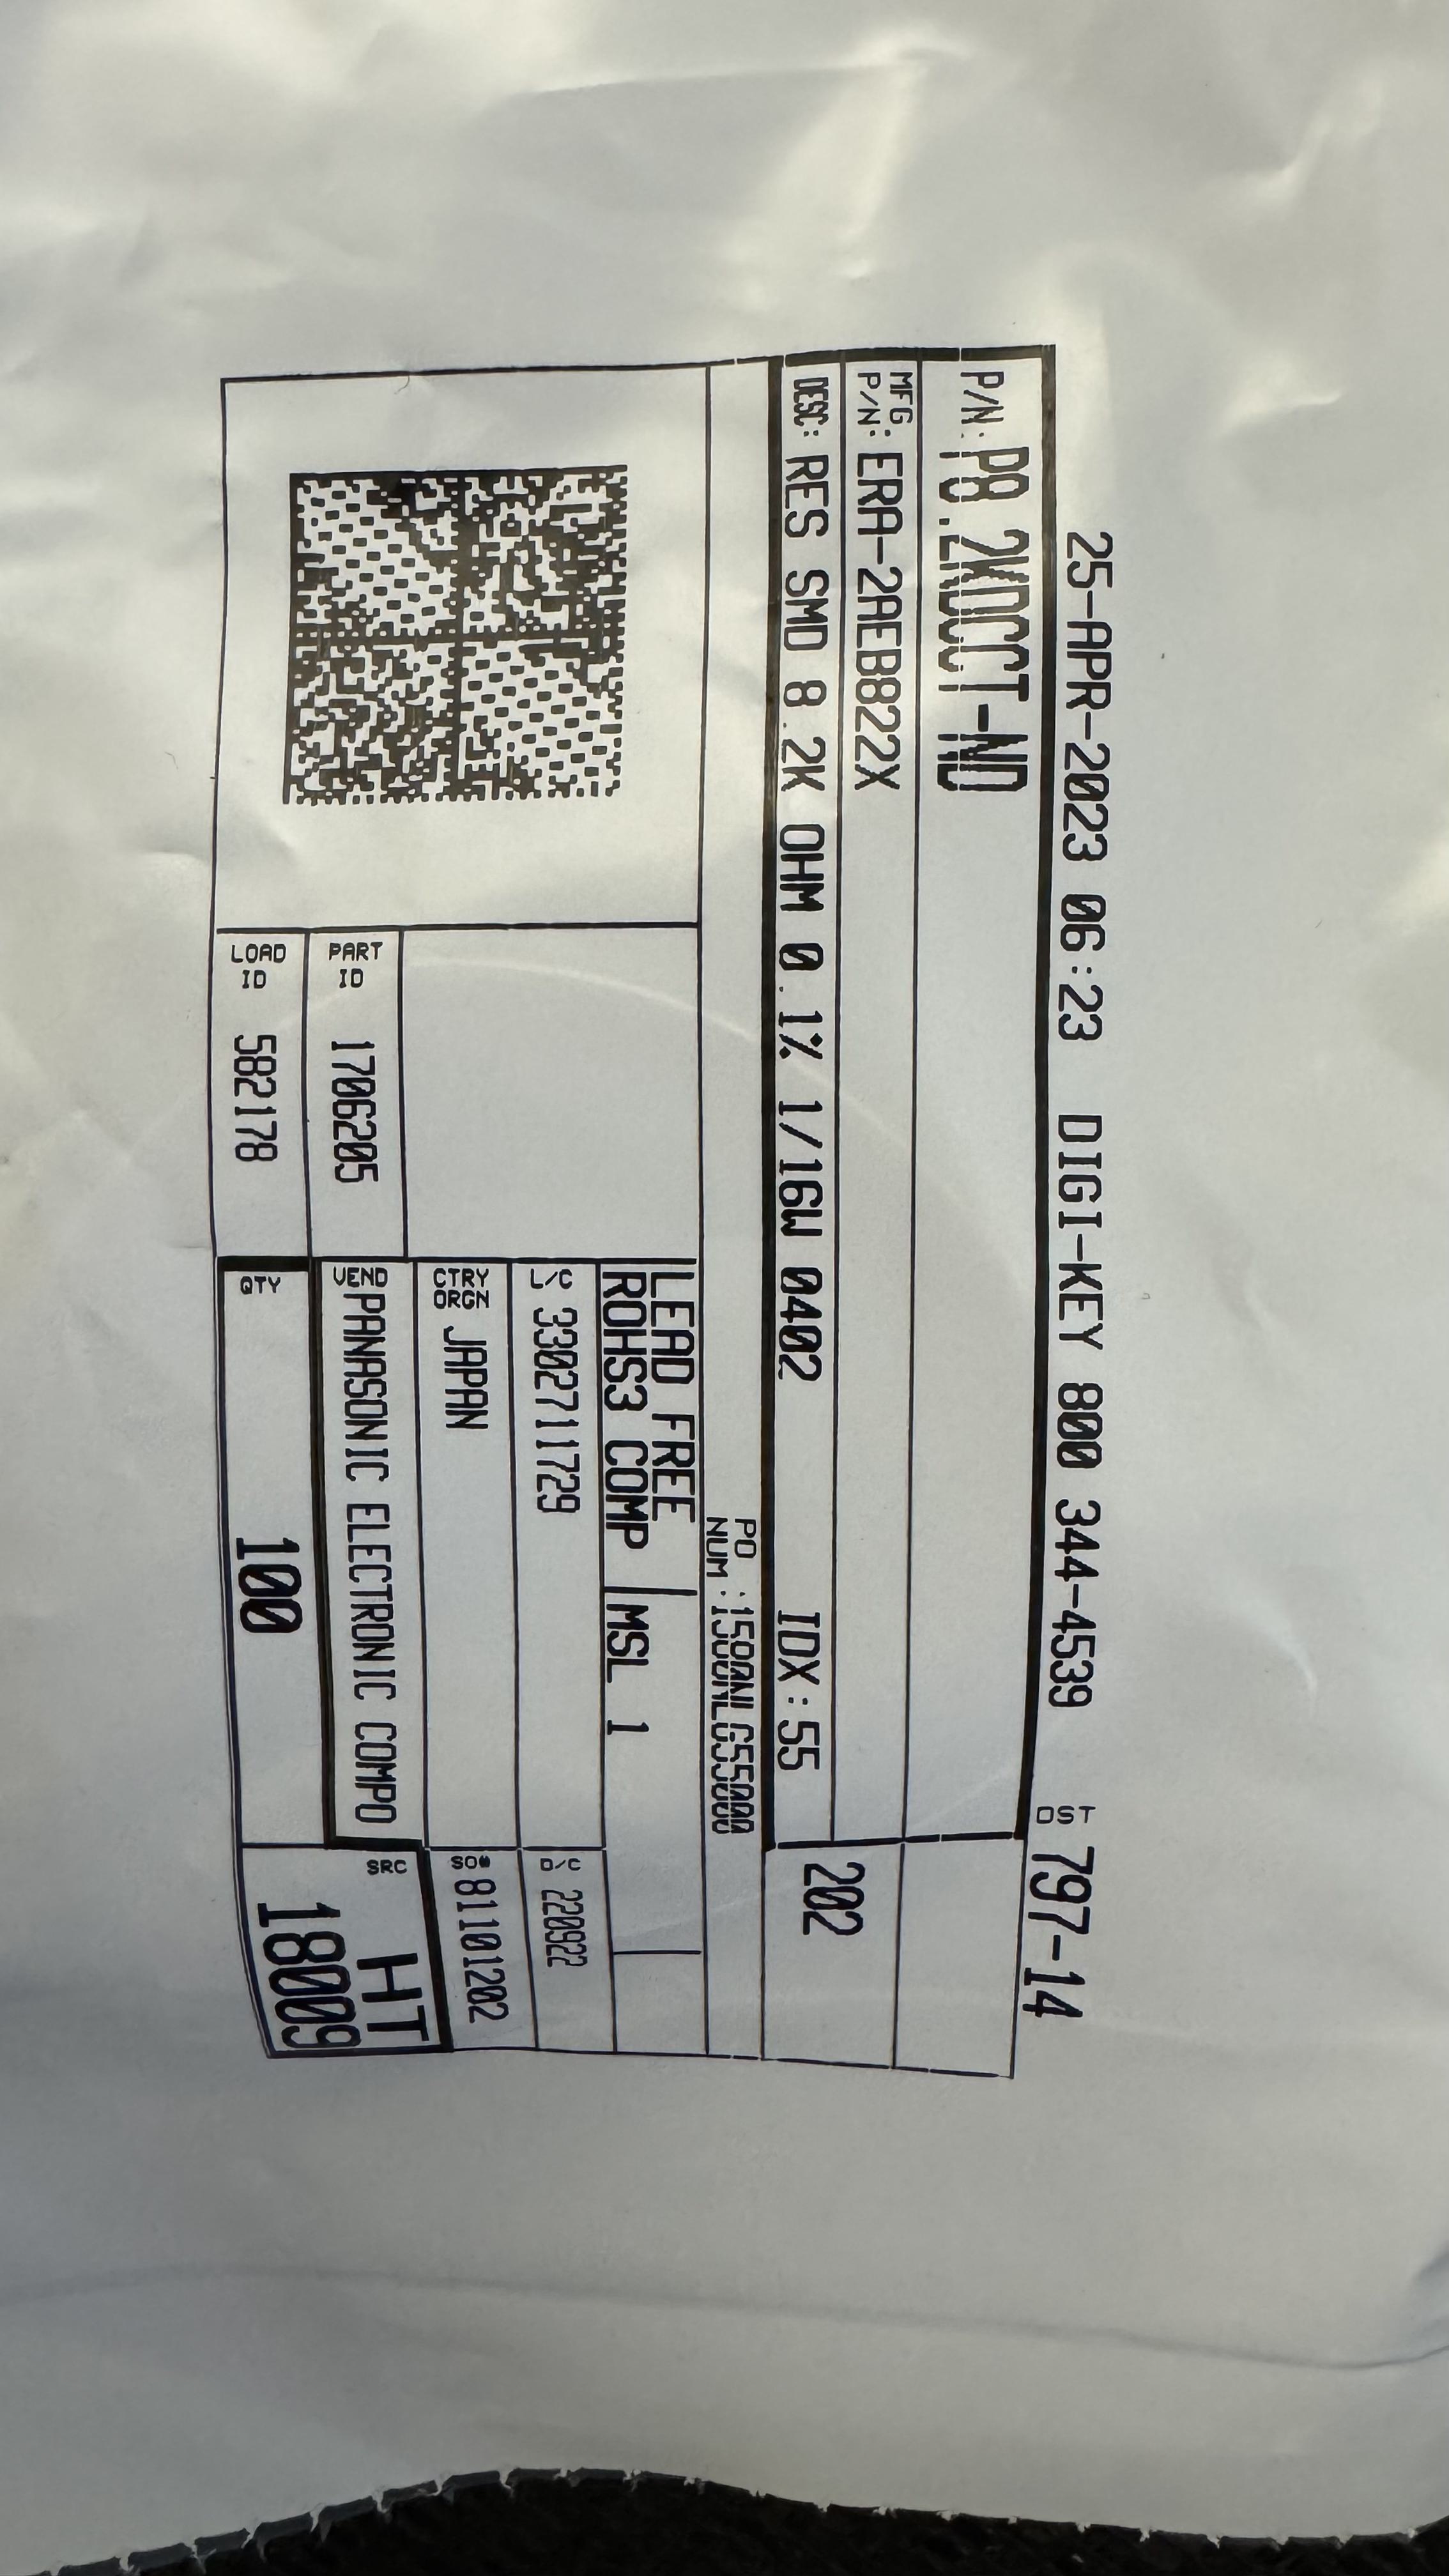 25-APR-2023 06:23 DIGI-KEY 800 344-4539 DST 797-14
P/N: P8.2KDCT-ND
MFG P/N: ERA-2AEB822X
DESC: RES SMD 8.2K OHM 0.1% 1/16W 0402 IDX:55
202
PO NUM:
LEAD FREE
ROHS3 COMP MSL 1
L/C 3302711729
D/C 220922
CTRY ORGN JAPAN
SO# 81101202
PART ID 1706205
VEND PANASONIC ELECTRONIC COMPO
SRC HT
18009
LOAD ID 582178
QTY 100